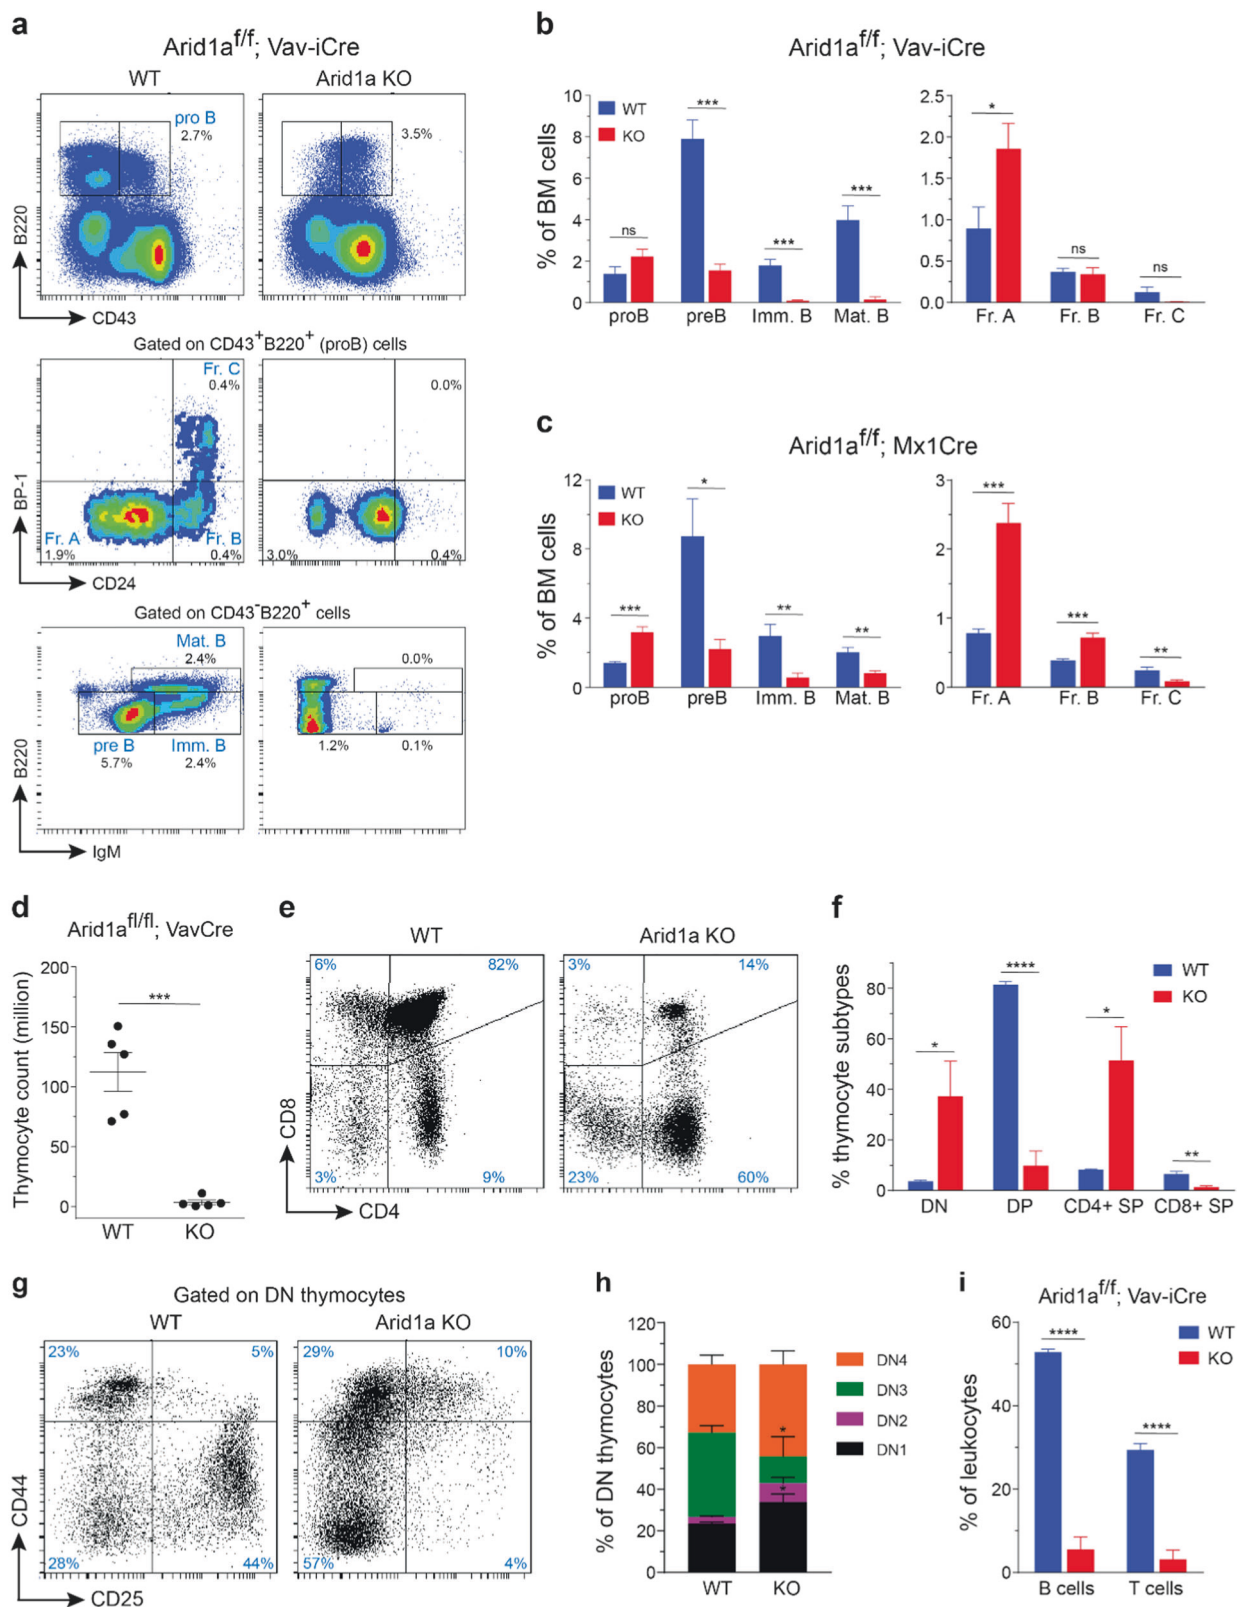 a
Arid1a^f/f; Vav-iCre
WT
Arid1a KO
pro B
2.7%
3.5%
B220
CD43
Gated on CD43⁺B220⁺ (proB) cells
Fr. C
0.4%
0.0%
BP-1
Fr. A
1.9%
Fr. B
0.4%
3.0%
0.4%
CD24
Gated on CD43⁻B220⁺ cells
Mat. B
2.4%
0.0%
pre B
5.7%
Imm. B
2.4%
1.2%
0.1%
B220
IgM
b
Arid1a^f/f; Vav-iCre
WT
KO
% of BM cells
10
8
6
4
2
0
ns
***
***
***
proB
preB
Imm. B
Mat. B
2.5
2.0
1.5
1.0
0.5
0.0
*
ns
ns
Fr. A
Fr. B
Fr. C
c
Arid1a^f/f; Mx1Cre
WT
KO
% of BM cells
12
8
4
0
***
*
**
**
proB
preB
Imm. B
Mat. B
3
2
1
0
***
***
**
Fr. A
Fr. B
Fr. C
d
Arid1a^fl/fl; VavCre
Thymocyte count (million)
200
150
100
50
0
***
WT
KO
e
WT
Arid1a KO
6%
82%
3%
9%
3%
14%
23%
60%
CD8
CD4
f
WT
KO
% thymocyte subtypes
80
60
40
20
0
*
****
*
**
DN
DP
CD4+ SP
CD8+ SP
g
Gated on DN thymocytes
WT
Arid1a KO
23%
5%
28%
44%
29%
10%
57%
4%
CD44
CD25
h
% of DN thymocytes
120
100
80
60
40
20
0
*
*
WT
KO
DN4
DN3
DN2
DN1
i
Arid1a^f/f; Vav-iCre
WT
KO
% of leukocytes
60
40
20
0
****
****
B cells
T cells